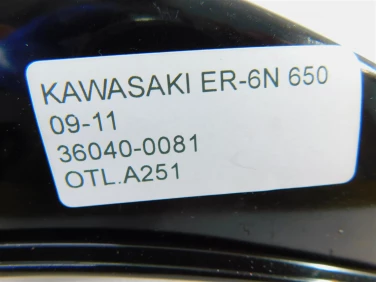 KAWASAKI ER-6N 650
09-11
36040-0081
OTL.A251